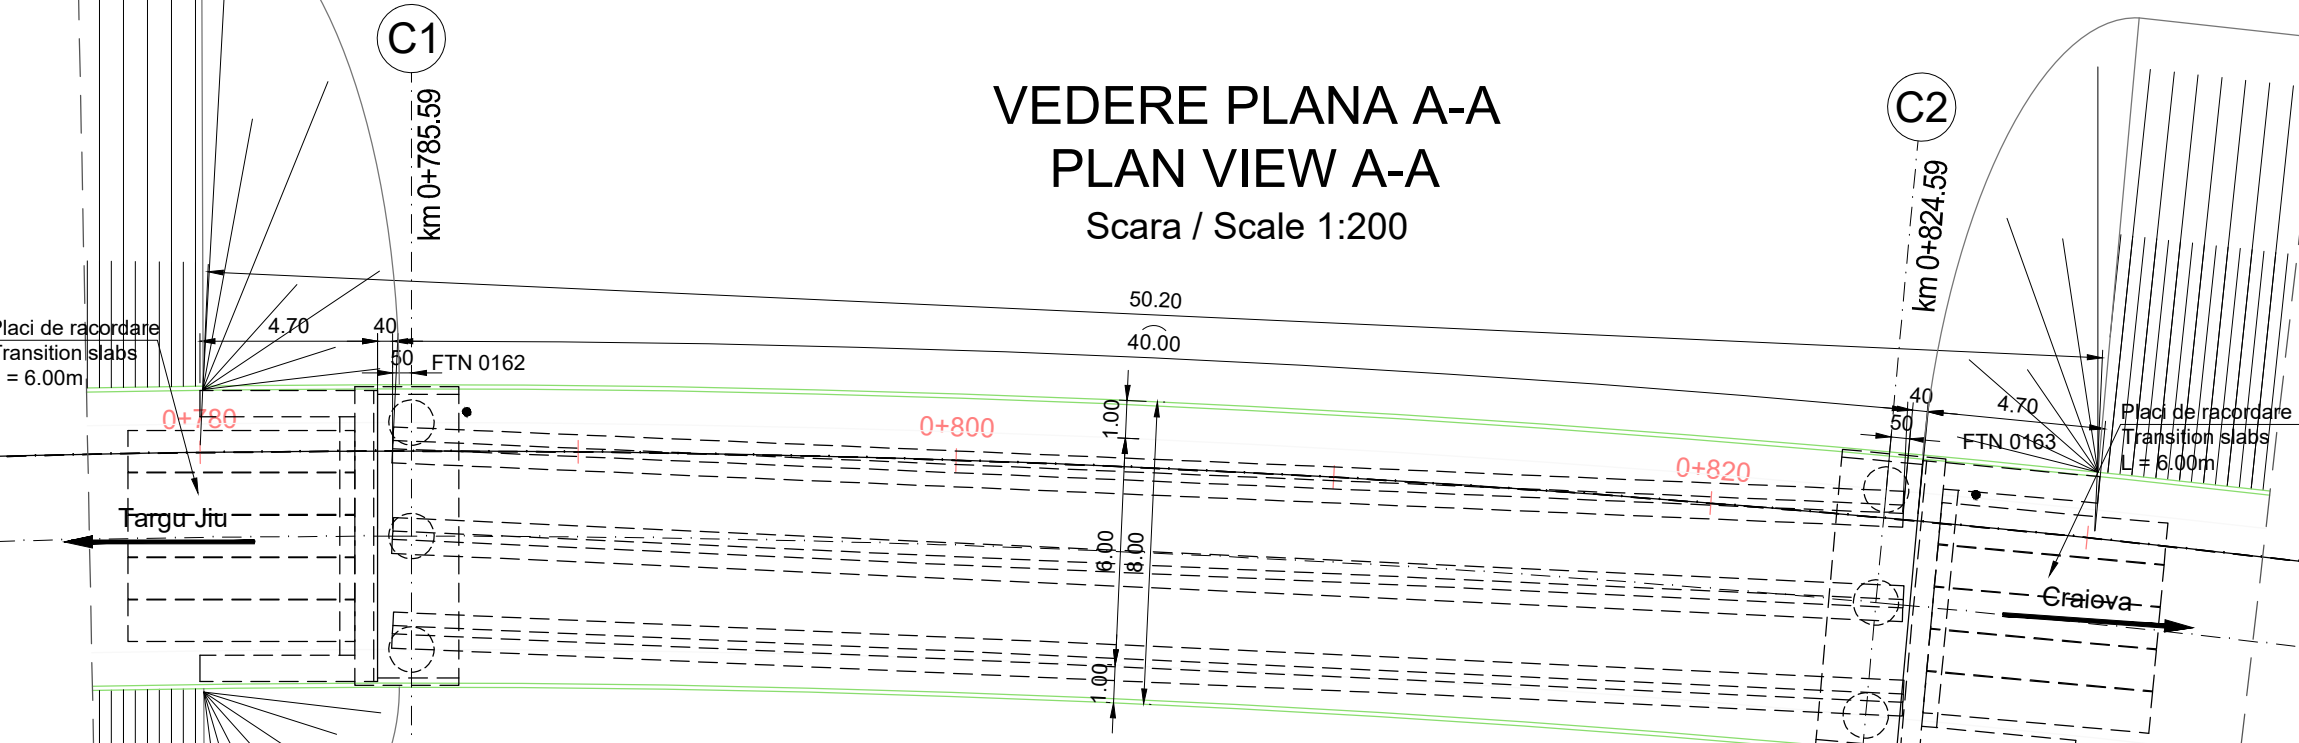 C1
km 0+785.59
VEDERE PLANA A-A
PLAN VIEW A-A
Scara / Scale 1:200
C2
km 0+824.59
50.20
40.00
4.70
40
50
FTN 0162
laci de racordare
ransition slabs
= 6.00m
0+780
0+800
0+820
1.00
6.00
8.00
1.00
40
50
4.70
FTN 0163
Placi de racordare
Transition slabs
L = 6.00m
Targu Jiu
Craiova